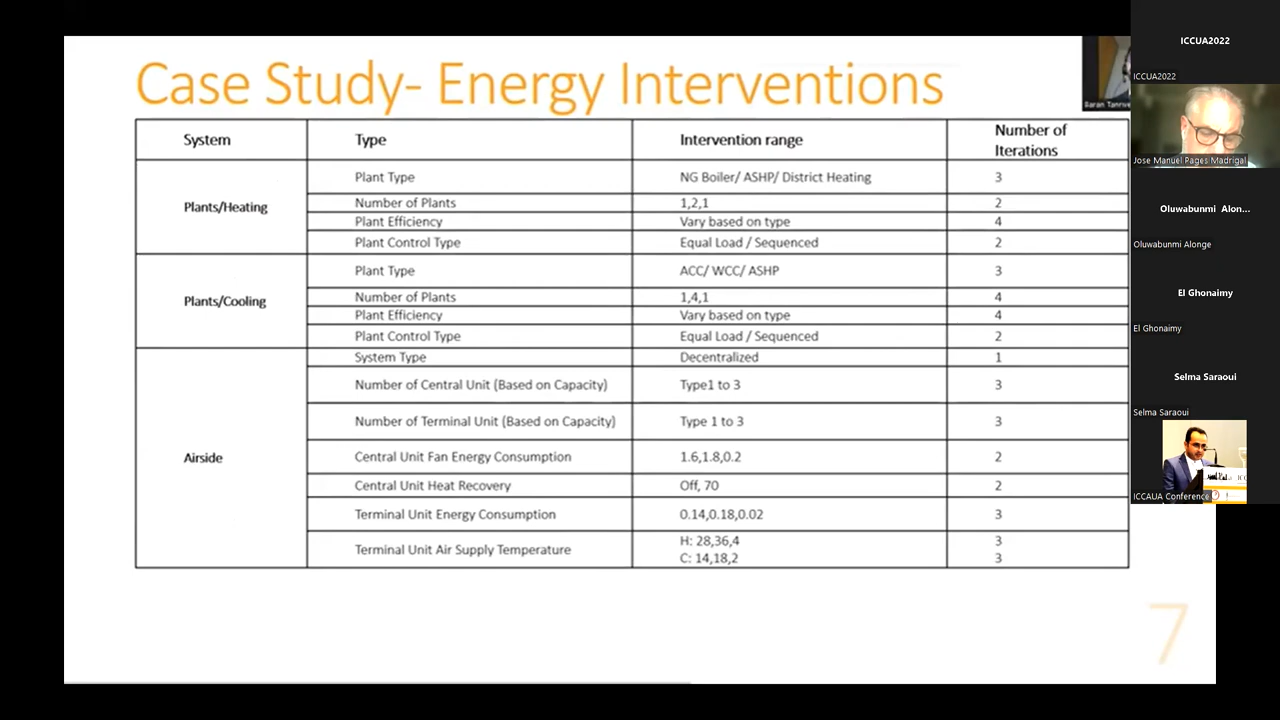 Case Study- Energy Interventions
System Type Intervention range Number of Iterations
Plants/Heating
Plant Type NG Boiler/ ASHP/ District Heating 3
Number of Plants 1,2,1 2
Plant Efficiency Vary based on type 4
Plant Control Type Equal Load / Sequenced 2
Plants/Cooling
Plant Type ACC/ WCC/ ASHP 3
Number of Plants 1,4,1 4
Plant Efficiency Vary based on type 4
Plant Control Type Equal Load / Sequenced 2
Airside
System Type Decentralized 1
Number of Central Unit (Based on Capacity) Type1 to 3 3
Number of Terminal Unit (Based on Capacity) Type 1 to 3 3
Central Unit Fan Energy Consumption 1.6,1.8,0.2 2
Central Unit Heat Recovery Off, 70 2
Terminal Unit Energy Consumption 0.14,0.18,0.02 3
Terminal Unit Air Supply Temperature H: 28,36,4 3
C: 14,18,2 3
7
ICCUA2022
ICCUA2022
Jose Manuel Pages Madrigal
Oluwabunmi Alon...
Oluwabunmi Alonge
El Ghonaimy
El Ghonaimy
Selma Saraoui
Selma Saraoui
ICCAUA Conference